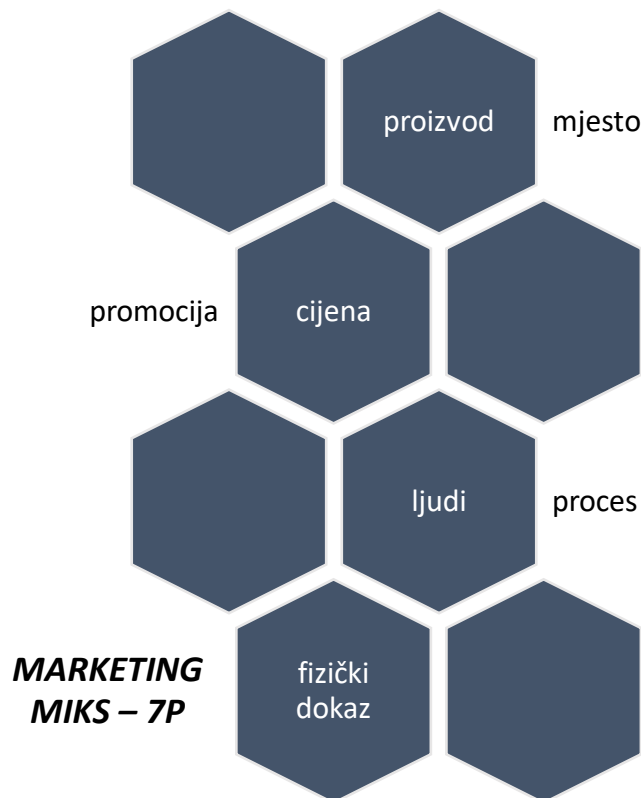 proizvod
mjesto
promocija
cijena
ljudi
proces
MARKETING
MIKS – 7P
fizički
dokaz